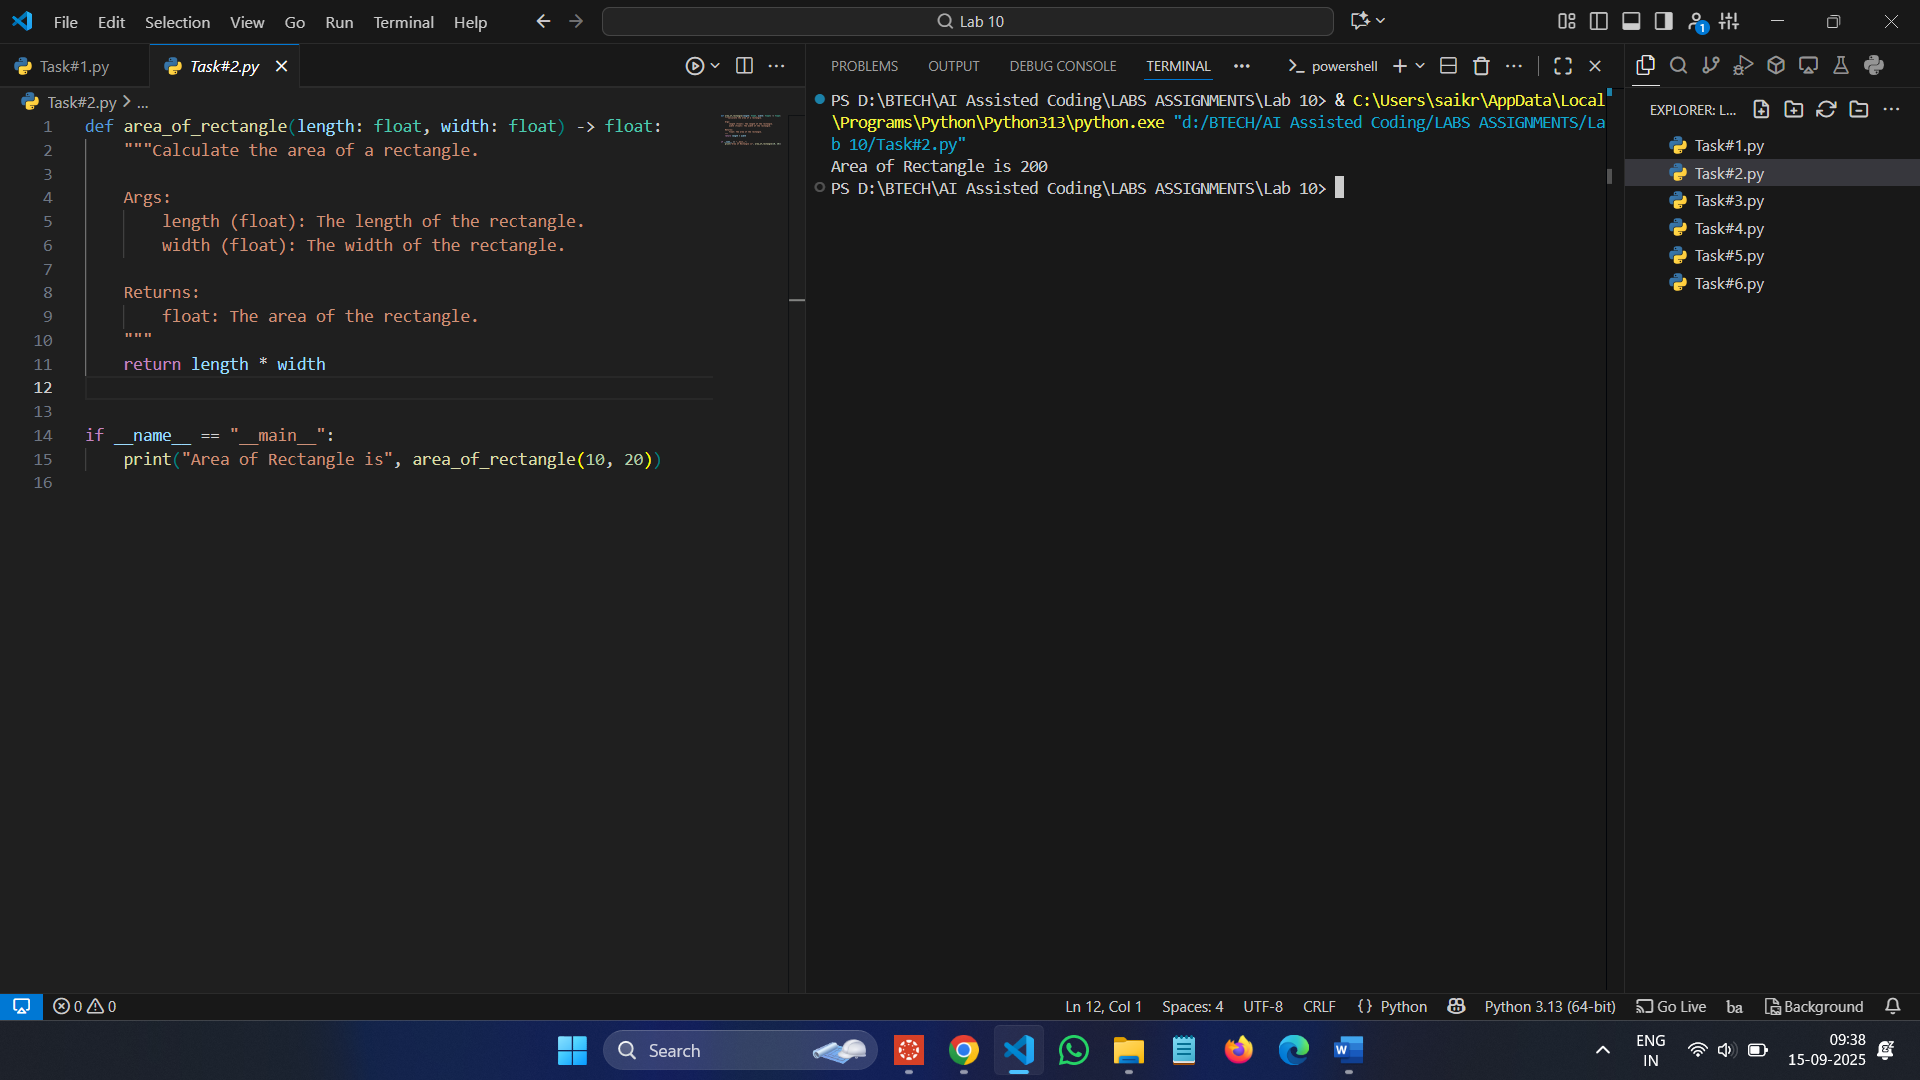 File Edit Selection View Go Run Terminal Help
Lab 10
1
Task#1.py
Task#2.py
Task#2.py > ...
1 def area_of_rectangle(length: float, width: float) -> float:
2 """Calculate the area of a rectangle.
3
4 Args:
5 length (float): The length of the rectangle.
6 width (float): The width of the rectangle.
7
8 Returns:
9 float: The area of the rectangle.
10 """
11 return length * width
12
13
14 if __name__ == "__main__":
15 print("Area of Rectangle is", area_of_rectangle(10, 20))
16
PROBLEMS OUTPUT DEBUG CONSOLE TERMINAL ... powershell
PS D:\BTECH\AI Assisted Coding\LABS ASSIGNMENTS\Lab 10> & C:\Users\saikr\AppData\Local
\Programs\Python\Python313\python.exe "d:/BTECH/AI Assisted Coding/LABS ASSIGNMENTS/La
b 10/Task#2.py"
Area of Rectangle is 200
PS D:\BTECH\AI Assisted Coding\LABS ASSIGNMENTS\Lab 10>
EXPLORER: L...
Task#1.py
Task#2.py
Task#3.py
Task#4.py
Task#5.py
Task#6.py
0 0
Ln 12, Col 1 Spaces: 4 UTF-8 CRLF {} Python Python 3.13 (64-bit) Go Live ba Background
Search
ENG
IN
09:38
15-09-2025